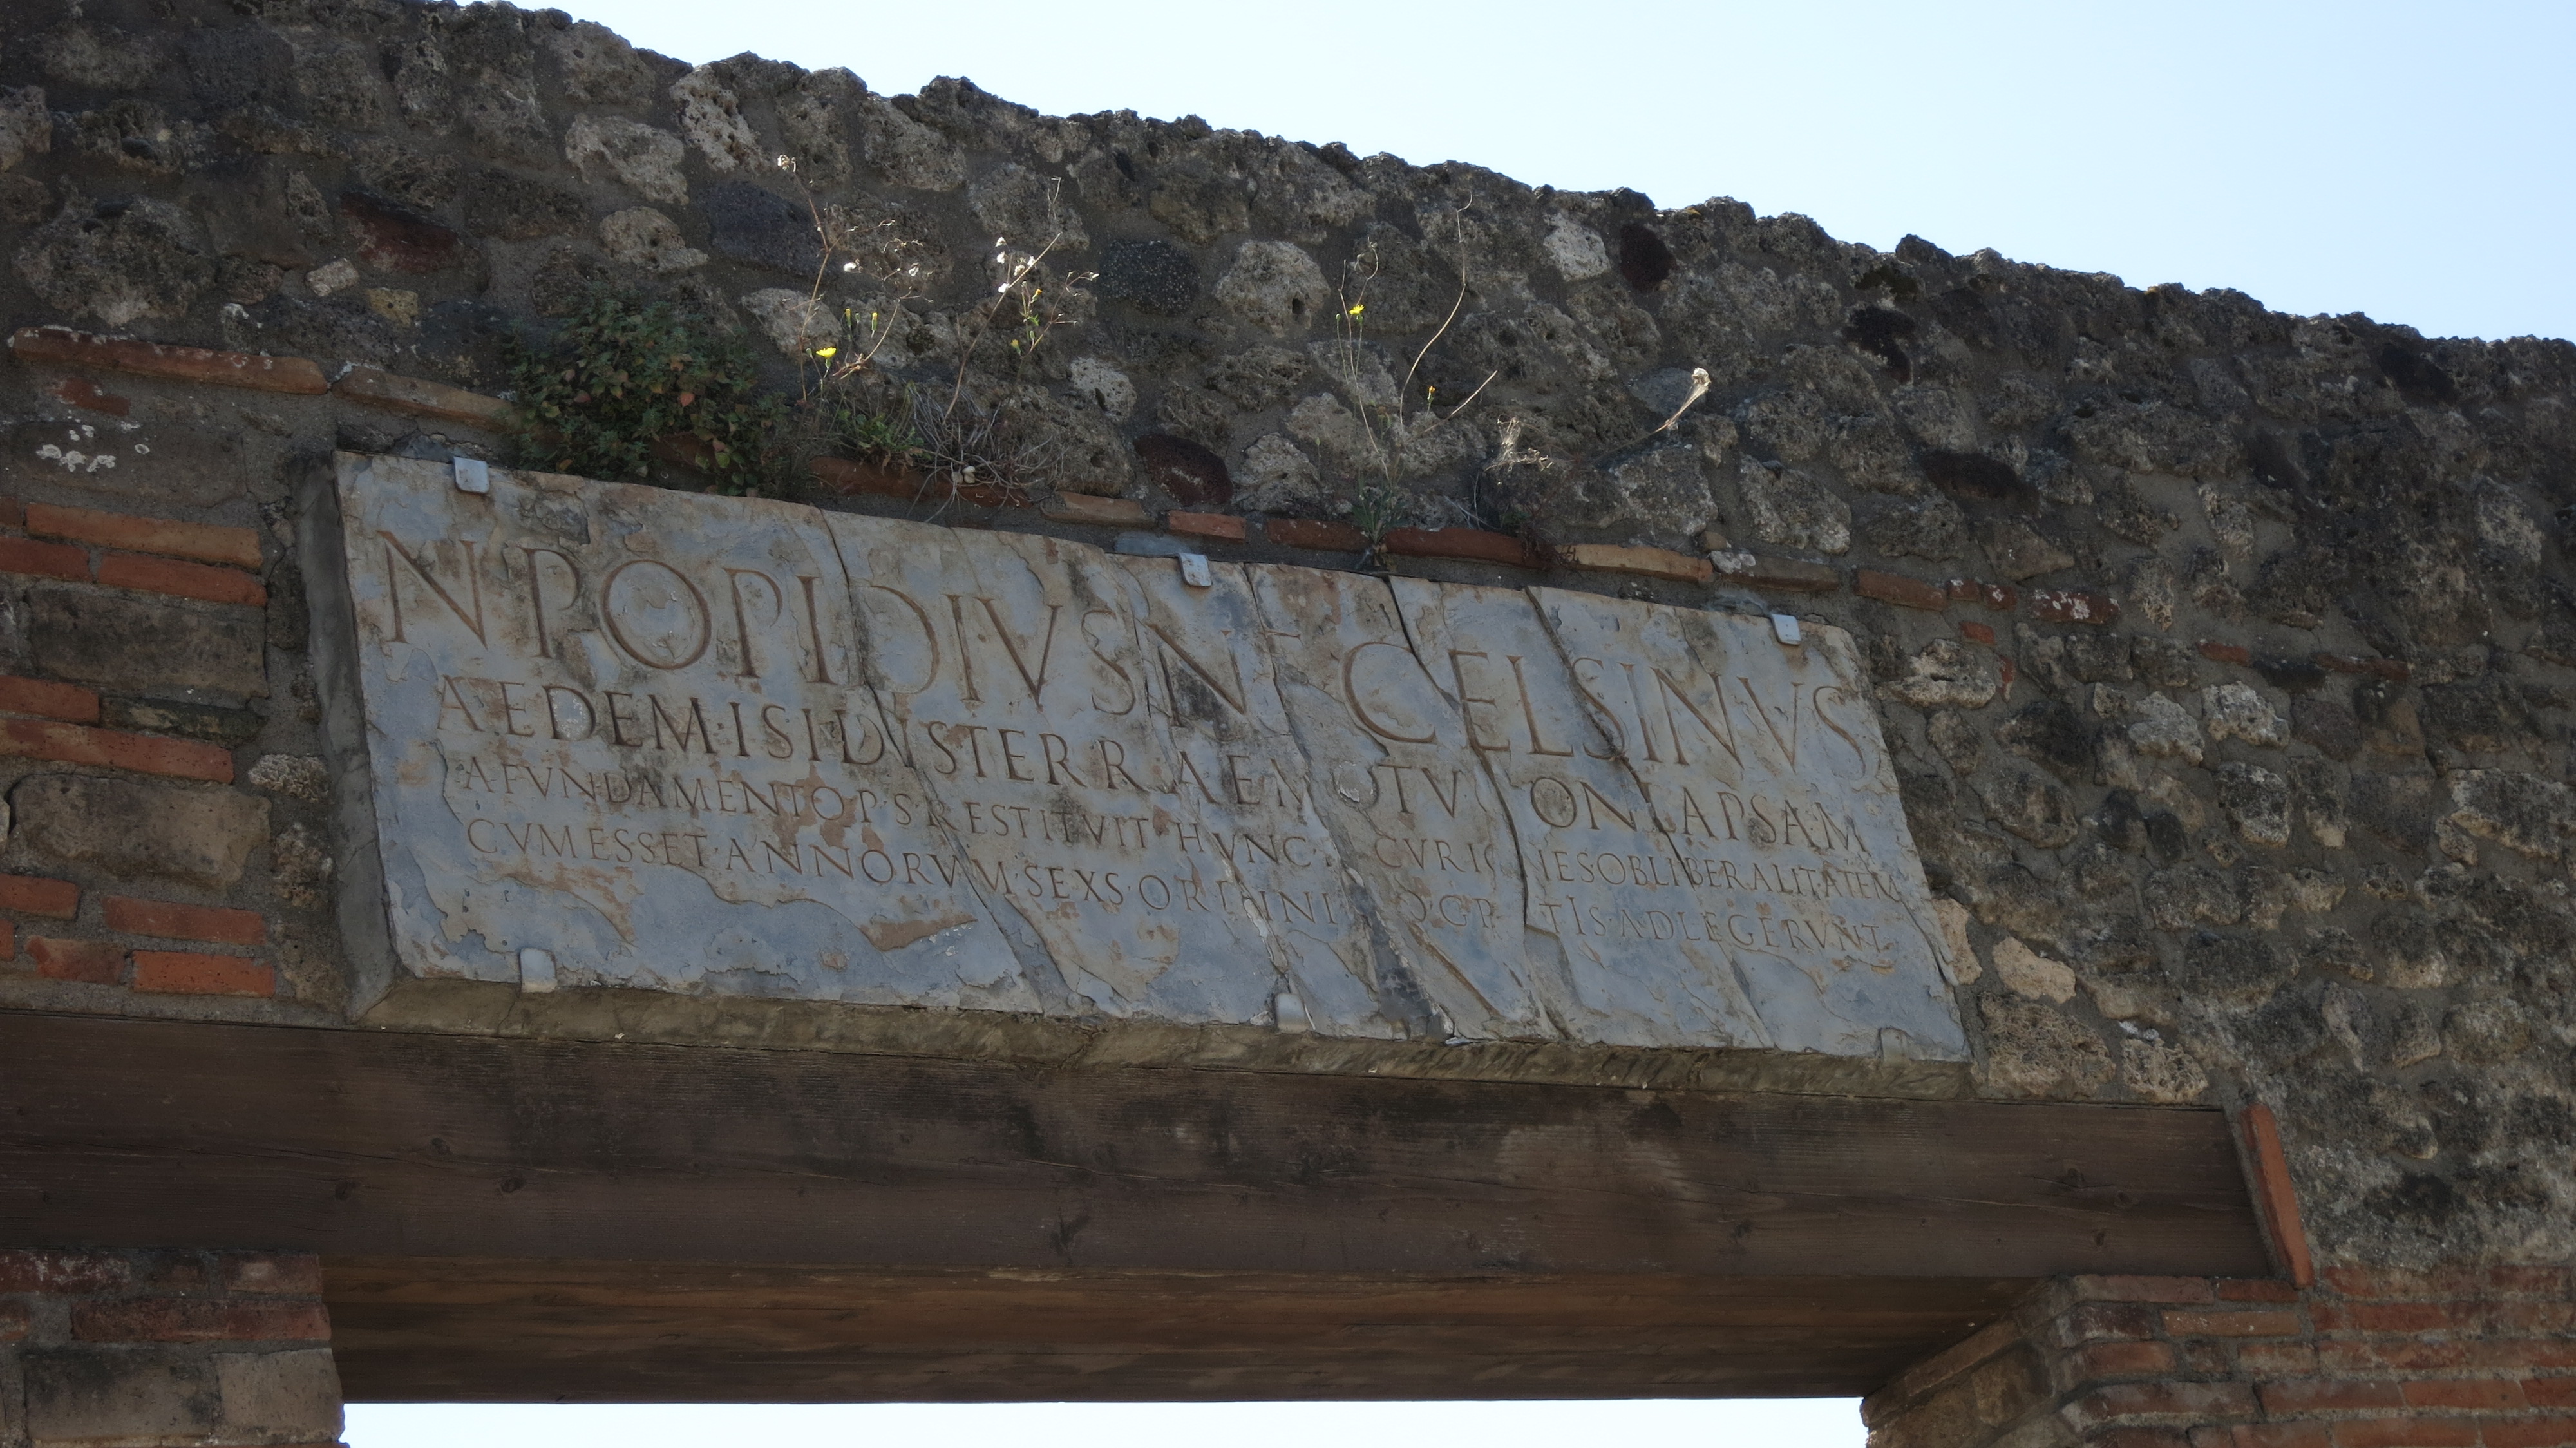 N POPIDIVS N F CELSINVS
AEDEM·ISIDIS TERRAE MOTV CONLAPSAM
A FVNDAMENTO P S RESTITVIT·HVNC· DECVRIONES OB LIBERALITATEM
CVM ESSET·ANNORVM·SEXS·ORDINI SVO·GRATIS·ADLEGERVNT